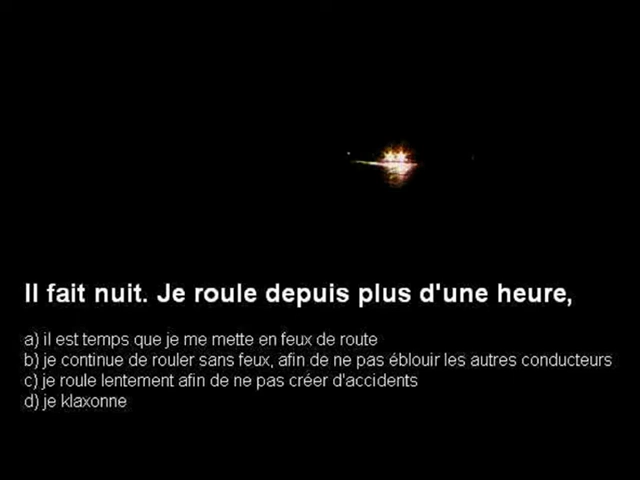 Il fait nuit. Je roule depuis plus d'une heure,
a) il est temps que je me mette en feux de route
b) je continue de rouler sans feux, afin de ne pas éblouir les autres conducteurs
c) je roule lentement afin de ne pas créer d'accidents
d) je klaxonne